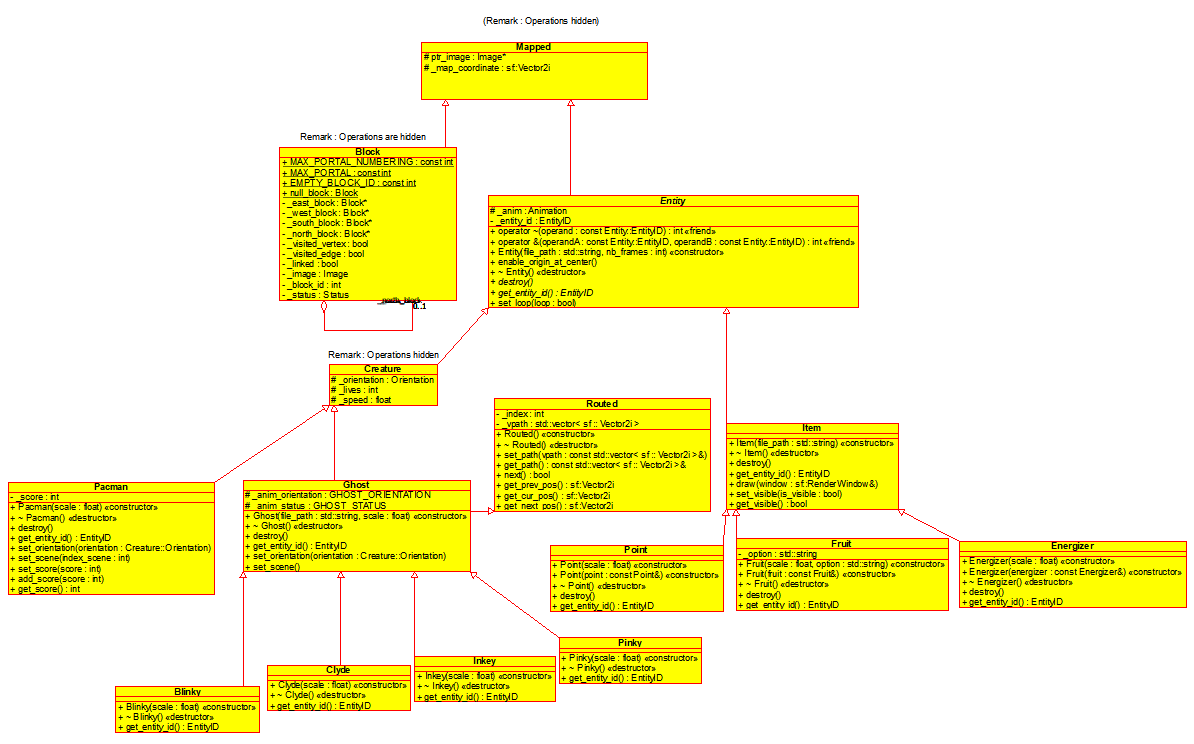 (Remark : Operations hidden)
Mapped
# ptr_image : Image*
# _map_coordinate : sf::Vector2i
Remark : Operations are hidden
Block
+ MAX_PORTAL_NUMBERING : const int
+ MAX_PORTAL : const int
+ EMPTY_BLOCK_ID : const int
+ null_block : Block
- _east_block : Block*
- _west_block : Block*
- _south_block : Block*
- _north_block : Block*
- _visited_vertex : bool
- _visited_edge : bool
- _linked : bool
- _image : Image
- _block_id : int
- _status : Status
0..1
Entity
# _anim : Animation
- _entity_id : EntityID
+ operator ~(operand : const Entity::EntityID) : int «friend»
+ operator &(operandA : const Entity::EntityID, operandB : const Entity::EntityID) : int «friend»
+ Entity(file_path : std::string, nb_frames : int) «constructor»
+ enable_origin_at_center()
+ ~ Entity() «destructor»
+ destroy()
+ get_entity_id() : EntityID
+ set_loop(loop : bool)
Remark : Operations hidden
Creature
# _orientation : Orientation
# _lives : int
# _speed : float
Routed
- _index : int
- _vpath : std::vector< sf :: Vector2i >
+ Routed() «constructor»
+ ~ Routed() «destructor»
+ set_path(vpath : const std::vector< sf :: Vector2i >&)
+ get_path() : const std::vector< sf :: Vector2i >&
+ next() : bool
+ get_prev_pos() : sf::Vector2i
+ get_cur_pos() : sf::Vector2i
+ get_next_pos() : sf::Vector2i
Item
+ Item(file_path : std::string) «constructor»
+ ~ Item() «destructor»
+ destroy()
+ get_entity_id() : EntityID
+ draw(window : sf::RenderWindow&)
+ set_visible(is_visible : bool)
+ get_visible() : bool
Pacman
- _score : int
+ Pacman(scale : float) «constructor»
+ ~ Pacman() «destructor»
+ destroy()
+ get_entity_id() : EntityID
+ set_orientation(orientation : Creature::Orientation)
+ set_scene(index_scene : int)
+ set_score(score : int)
+ add_score(score : int)
+ get_score() : int
Ghost
# _anim_orientation : GHOST_ORIENTATION
# _anim_status : GHOST_STATUS
+ Ghost(file_path : std::string, scale : float) «constructor»
+ ~ Ghost() «destructor»
+ destroy()
+ get_entity_id() : EntityID
+ set_orientation(orientation : Creature::Orientation)
+ set_scene()
Point
+ Point(scale : float) «constructor»
+ Point(point : const Point&) «constructor»
+ ~ Point() «destructor»
+ destroy()
+ get_entity_id() : EntityID
Fruit
- _option : std::string
+ Fruit(scale : float, option : std::string) «constructor»
+ Fruit(fruit : const Fruit&) «constructor»
+ ~ Fruit() «destructor»
+ destroy()
+ get_entity_id() : EntityID
Energizer
+ Energizer(scale : float) «constructor»
+ Energizer(energizer : const Energizer&) «constructor»
+ ~ Energizer() «destructor»
+ destroy()
+ get_entity_id() : EntityID
Pinky
+ Pinky(scale : float) «constructor»
+ ~ Pinky() «destructor»
+ get_entity_id() : EntityID
Inkey
+ Inkey(scale : float) «constructor»
+ ~ Inkey() «destructor»
+ get_entity_id() : EntityID
Clyde
+ Clyde(scale : float) «constructor»
+ ~ Clyde() «destructor»
+ get_entity_id() : EntityID
Blinky
+ Blinky(scale : float) «constructor»
+ ~ Blinky() «destructor»
+ get_entity_id() : EntityID